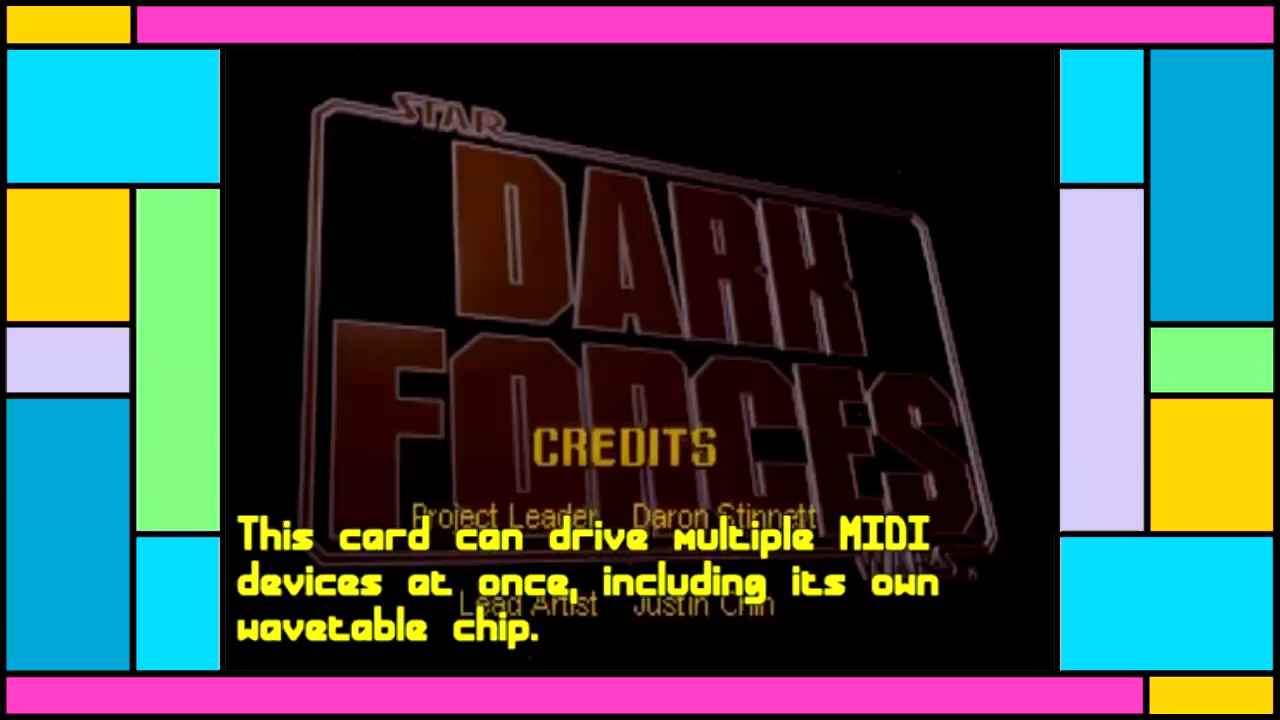 STAR
DARK
FORCES
WARS
CREDITS
Project Leader Daron Stinnett
This card can drive multiple MIDI
devices at once, including its own
Lead Artist Justin Chin
wavetable chip.